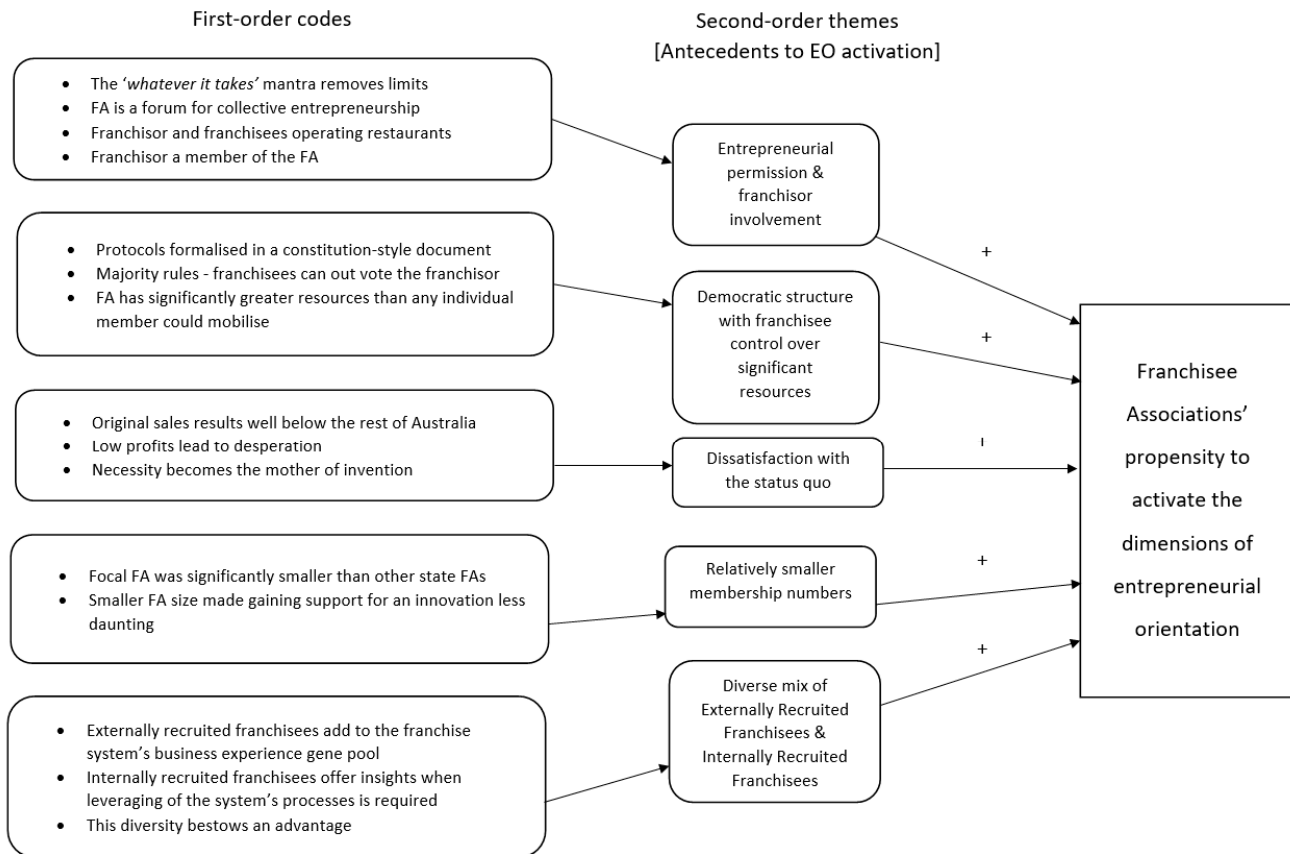 First-order codes
Second-order themes
[Antecedents to EO activation]
• The ‘whatever it takes’ mantra removes limits
• FA is a forum for collective entrepreneurship
• Franchisor and franchisees operating restaurants
• Franchisor a member of the FA
Entrepreneurial
permission &
franchisor
involvement
+
• Protocols formalised in a constitution-style document
• Majority rules - franchisees can out vote the franchisor
• FA has significantly greater resources than any individual
member could mobilise
Democratic structure
with franchisee
control over
significant
resources
+
• Original sales results well below the rest of Australia
• Low profits lead to desperation
• Necessity becomes the mother of invention
Dissatisfaction with
the status quo
• Focal FA was significantly smaller than other state FAs
• Smaller FA size made gaining support for an innovation less
daunting
Relatively smaller
membership numbers
+
• Externally recruited franchisees add to the franchise
system’s business experience gene pool
• Internally recruited franchisees offer insights when
leveraging of the system’s processes is required
• This diversity bestows an advantage
Diverse mix of
Externally Recruited
Franchisees &
Internally Recruited
Franchisees
+
Franchisee
Associations’
propensity to
activate the
dimensions of
entrepreneurial
orientation